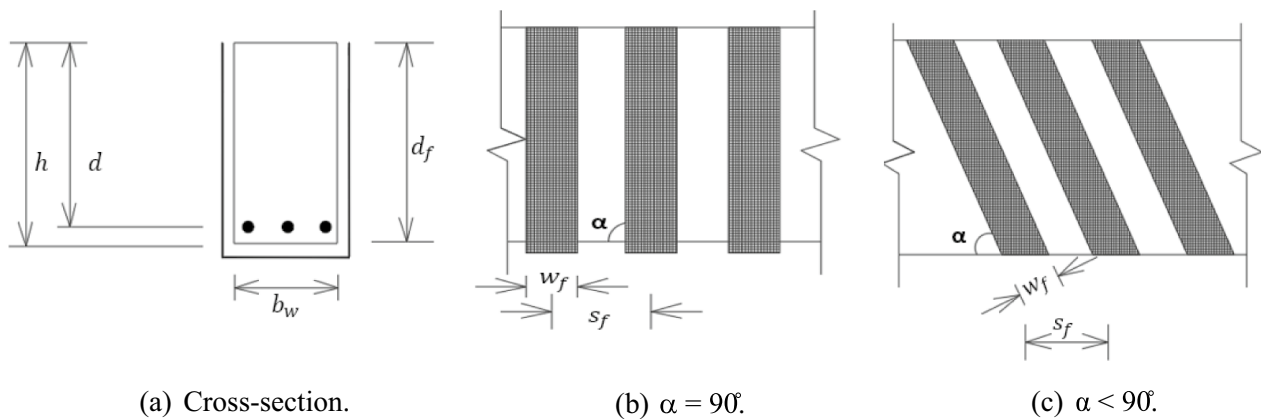 h
d
d_f
b_w
α
w_f
s_f
α
w_f
s_f
(a) Cross-section.
(b) α = 90°.
(c) α < 90°.